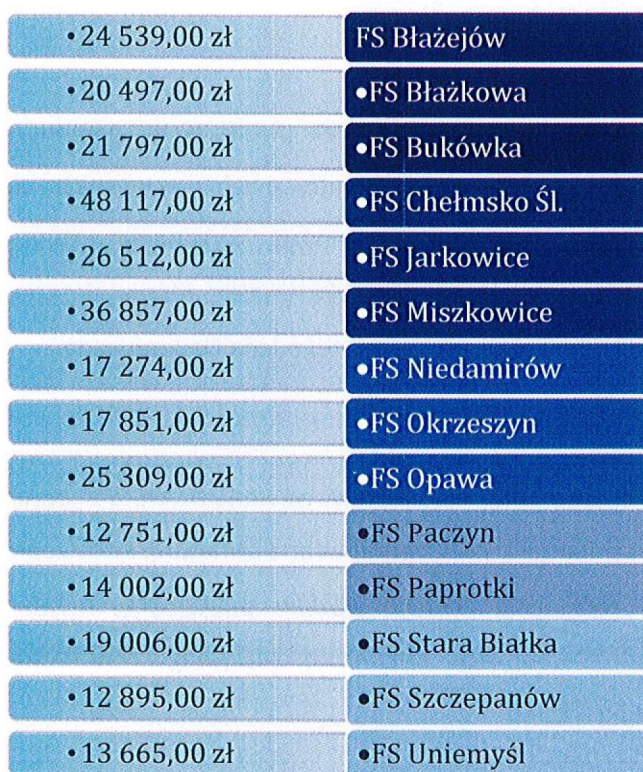 •24 539,00 zł FS Błażejów
•20 497,00 zł •FS Błażkowa
•21 797,00 zł •FS Bukówka
•48 117,00 zł •FS Chełmsko Śl.
•26 512,00 zł •FS Jarkowice
•36 857,00 zł •FS Miszkowice
•17 274,00 zł •FS Niedamirów
•17 851,00 zł •FS Okrzeszyn
•25 309,00 zł •FS Opawa
•12 751,00 zł •FS Paczyn
•14 002,00 zł •FS Paprotki
•19 006,00 zł •FS Stara Białka
•12 895,00 zł •FS Szczepanów
•13 665,00 zł •FS Uniemyśl